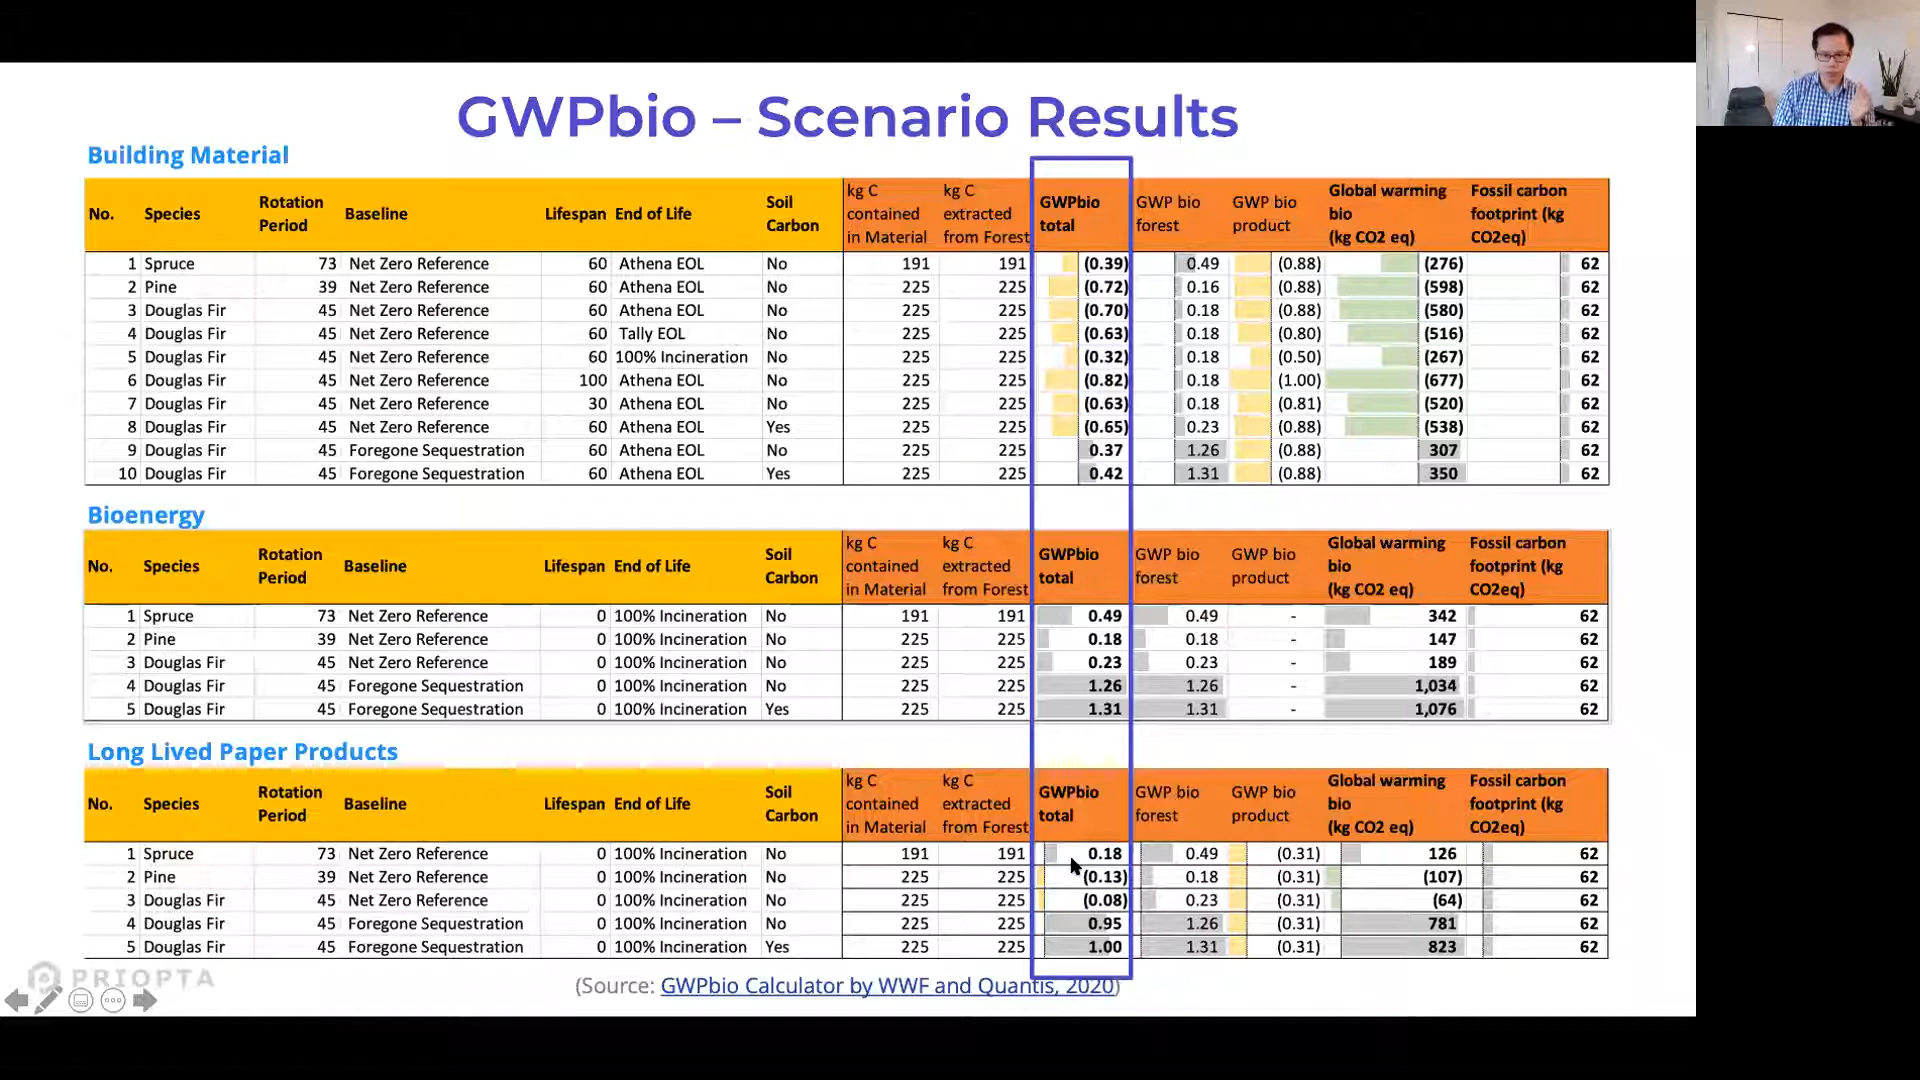 GWPbio – Scenario Results
Building Material
No. Species Rotation Period Baseline Lifespan End of Life Soil Carbon kg C contained in Material kg C extracted from Forest GWPbio total GWP bio forest GWP bio product Global warming bio (kg CO2 eq) Fossil carbon footprint (kg CO2eq)
1 Spruce 73 Net Zero Reference 60 Athena EOL No 191 191 (0.39) 0.49 (0.88) (276) 62
2 Pine 39 Net Zero Reference 60 Athena EOL No 225 225 (0.72) 0.16 (0.88) (598) 62
3 Douglas Fir 45 Net Zero Reference 60 Athena EOL No 225 225 (0.70) 0.18 (0.88) (580) 62
4 Douglas Fir 45 Net Zero Reference 60 Tally EOL No 225 225 (0.63) 0.18 (0.80) (516) 62
5 Douglas Fir 45 Net Zero Reference 60 100% Incineration No 225 225 (0.32) 0.18 (0.50) (267) 62
6 Douglas Fir 45 Net Zero Reference 100 Athena EOL No 225 225 (0.82) 0.18 (1.00) (677) 62
7 Douglas Fir 45 Net Zero Reference 30 Athena EOL No 225 225 (0.63) 0.18 (0.81) (520) 62
8 Douglas Fir 45 Net Zero Reference 60 Athena EOL Yes 225 225 (0.65) 0.23 (0.88) (538) 62
9 Douglas Fir 45 Foregone Sequestration 60 Athena EOL No 225 225 0.37 1.26 (0.88) 307 62
10 Douglas Fir 45 Foregone Sequestration 60 Athena EOL Yes 225 225 0.42 1.31 (0.88) 350 62
Bioenergy
No. Species Rotation Period Baseline Lifespan End of Life Soil Carbon kg C contained in Material kg C extracted from Forest GWPbio total GWP bio forest GWP bio product Global warming bio (kg CO2 eq) Fossil carbon footprint (kg CO2eq)
1 Spruce 73 Net Zero Reference 0 100% Incineration No 191 191 0.49 0.49 - 342 62
2 Pine 39 Net Zero Reference 0 100% Incineration No 225 225 0.18 0.18 - 147 62
3 Douglas Fir 45 Net Zero Reference 0 100% Incineration No 225 225 0.23 0.23 - 189 62
4 Douglas Fir 45 Foregone Sequestration 0 100% Incineration No 225 225 1.26 1.26 - 1,034 62
5 Douglas Fir 45 Foregone Sequestration 0 100% Incineration Yes 225 225 1.31 1.31 - 1,076 62
Long Lived Paper Products
No. Species Rotation Period Baseline Lifespan End of Life Soil Carbon kg C contained in Material kg C extracted from Forest GWPbio total GWP bio forest GWP bio product Global warming bio (kg CO2 eq) Fossil carbon footprint (kg CO2eq)
1 Spruce 73 Net Zero Reference 0 100% Incineration No 191 191 0.18 0.49 (0.31) 126 62
2 Pine 39 Net Zero Reference 0 100% Incineration No 225 225 (0.13) 0.18 (0.31) (107) 62
3 Douglas Fir 45 Net Zero Reference 0 100% Incineration No 225 225 (0.08) 0.23 (0.31) (64) 62
4 Douglas Fir 45 Foregone Sequestration 0 100% Incineration No 225 225 0.95 1.26 (0.31) 781 62
5 Douglas Fir 45 Foregone Sequestration 0 100% Incineration Yes 225 225 1.00 1.31 (0.31) 823 62
PRIOPTA
(Source: GWPbio Calculator by WWF and Quantis, 2020)